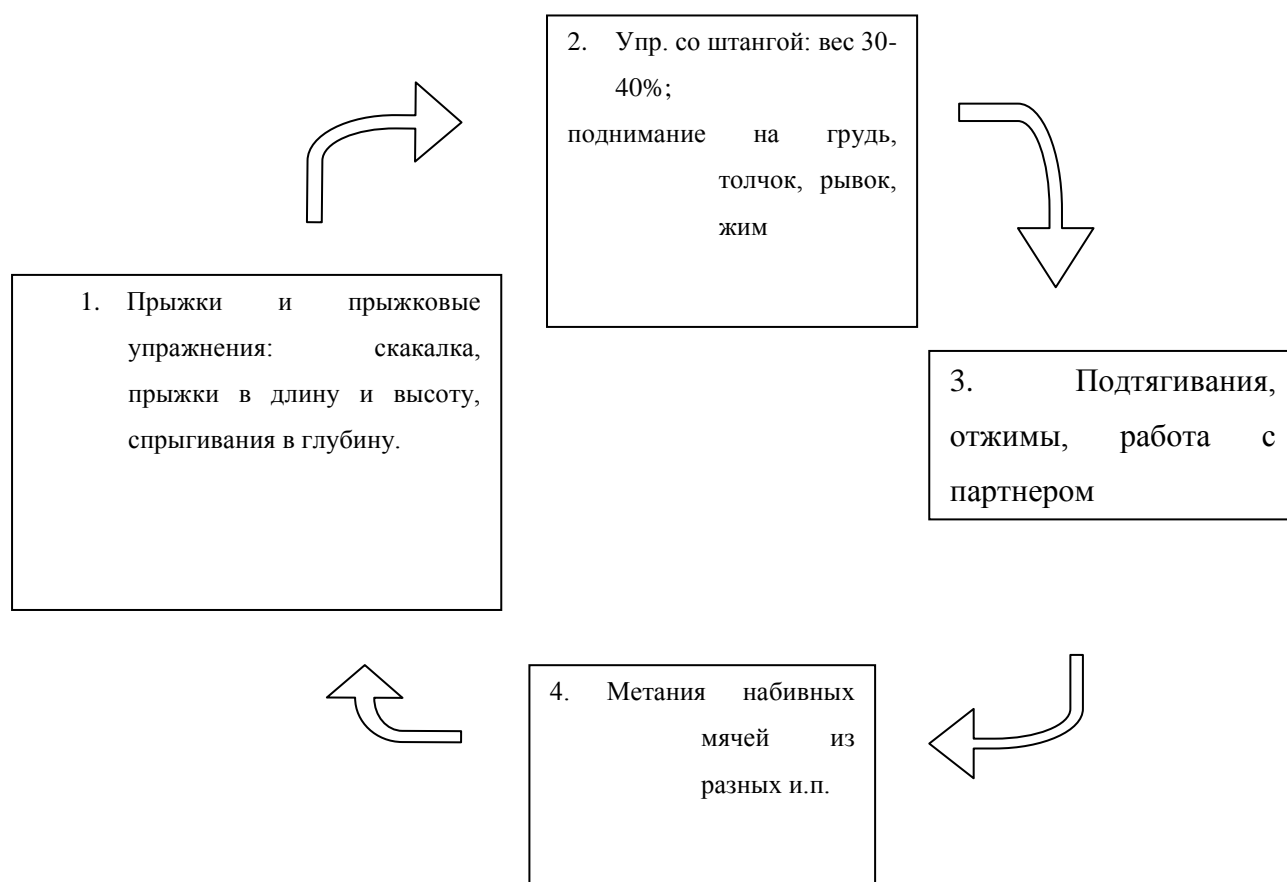 1. Прыжки и прыжковые
упражнения: скакалка,
прыжки в длину и высоту,
спрыгивания в глубину.
2. Упр. со штангой: вес 30-
40%;
поднимание на грудь,
толчок, рывок,
жим
3. Подтягивания,
отжимы, работа с
партнером
4. Метания набивных
мячей из
разных и.п.